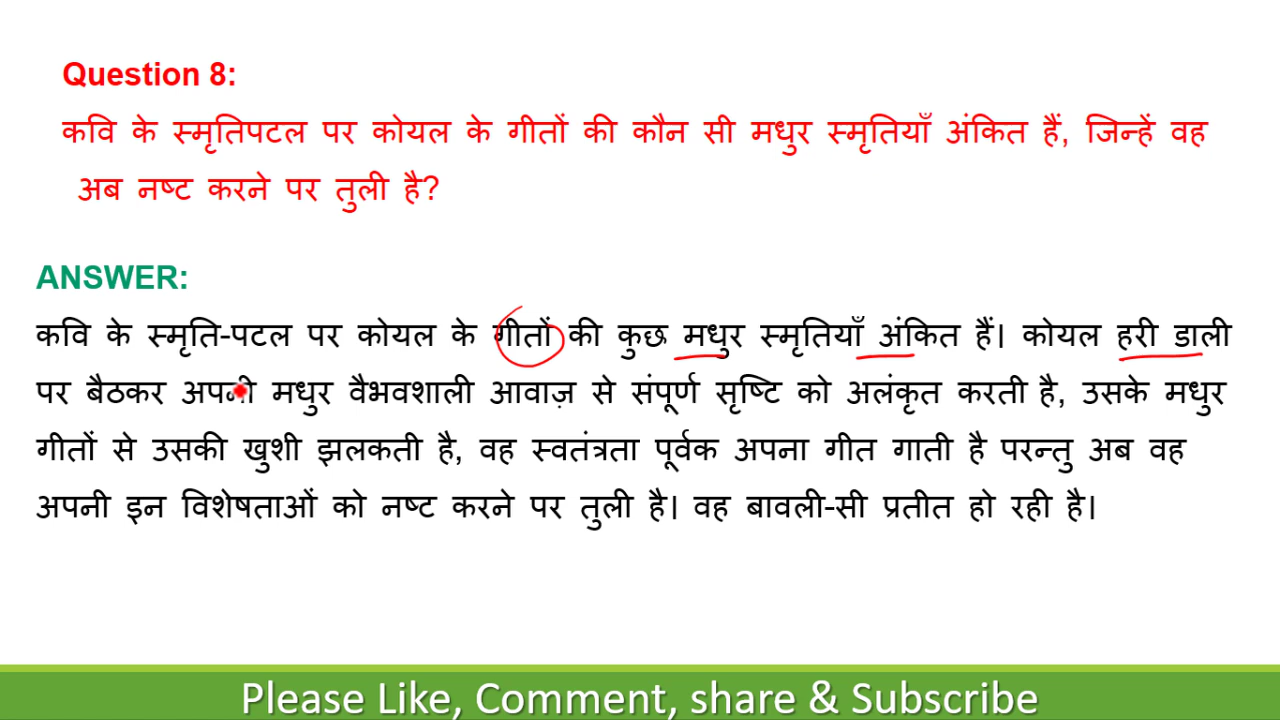 Question 8:
कवि के स्मृतिपटल पर कोयल के गीतों की कौन सी मधुर स्मृतियाँ अंकित हैं, जिन्हें वह
अब नष्ट करने पर तुली है?
ANSWER:
कवि के स्मृति-पटल पर कोयल के गीतों की कुछ मधुर स्मृतियाँ अंकित हैं। कोयल हरी डाली
पर बैठकर अपनी मधुर वैभवशाली आवाज़ से संपूर्ण सृष्टि को अलंकृत करती है, उसके मधुर
गीतों से उसकी खुशी झलकती है, वह स्वतंत्रता पूर्वक अपना गीत गाती है परन्तु अब वह
अपनी इन विशेषताओं को नष्ट करने पर तुली है। वह बावली-सी प्रतीत हो रही है।
Please Like, Comment, share & Subscribe